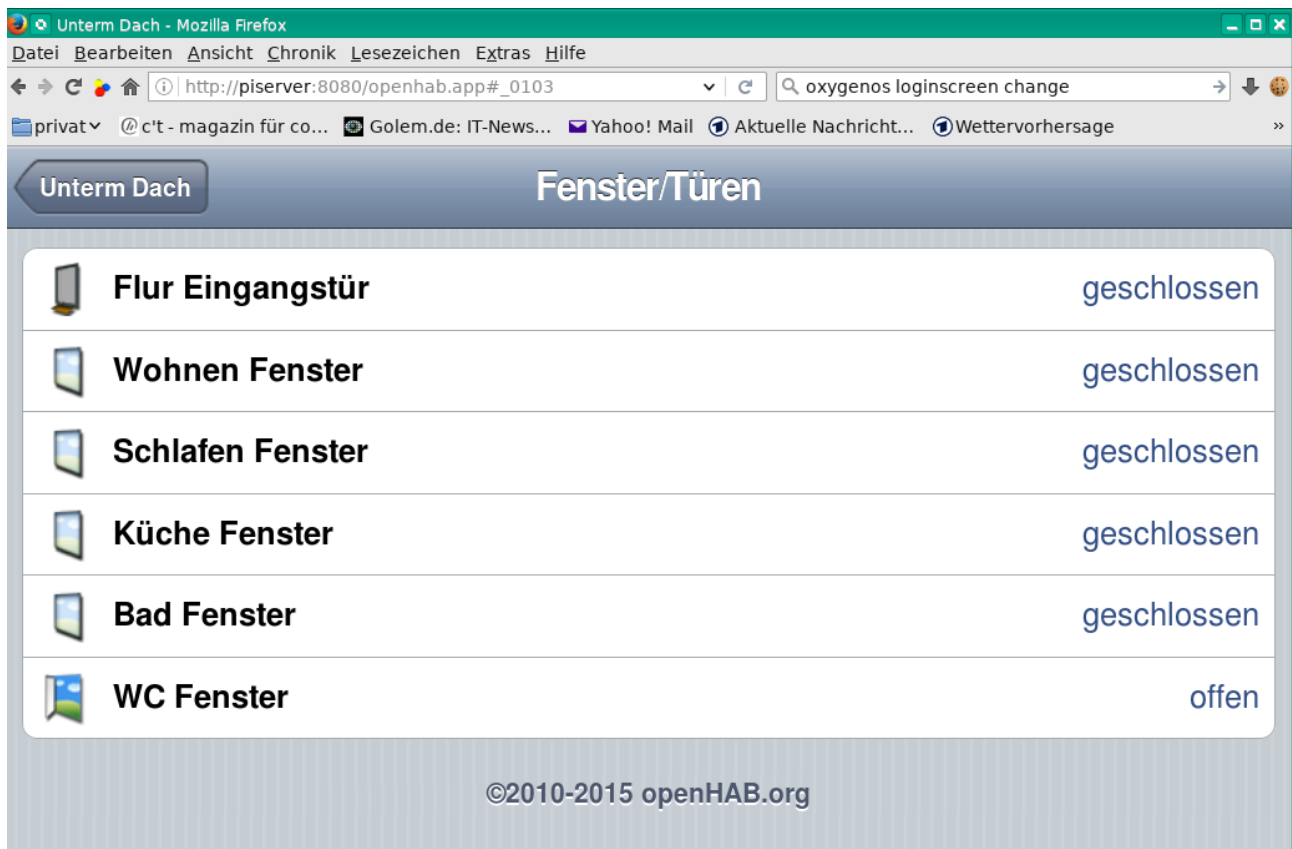 Unterm Dach - Mozilla Firefox
Datei Bearbeiten Ansicht Chronik Lesezeichen Extras Hilfe
http://piserver:8080/openhab.app#_0103 oxygenos loginscreen change
privat c't - magazin für co... Golem.de: IT-News... Yahoo! Mail Aktuelle Nachricht... Wettervorhersage »
Unterm Dach Fenster/Türen
Flur Eingangstür geschlossen
Wohnen Fenster geschlossen
Schlafen Fenster geschlossen
Küche Fenster geschlossen
Bad Fenster geschlossen
WC Fenster offen
©2010-2015 openHAB.org